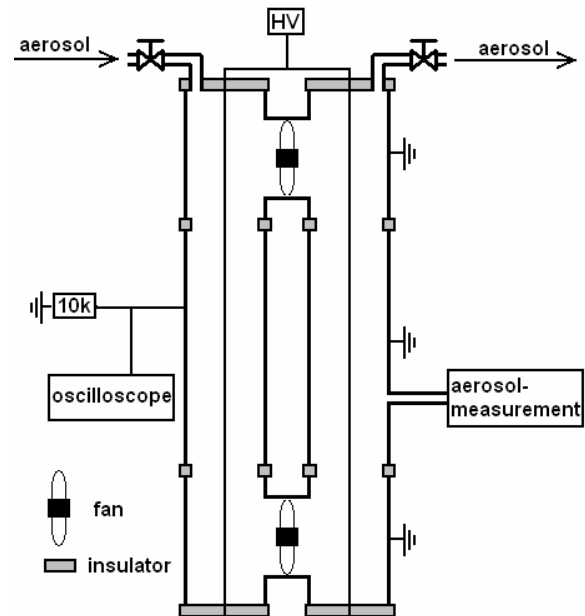 HV
aerosol
aerosol
10k
oscilloscope
aerosol-
measurement
fan
insulator